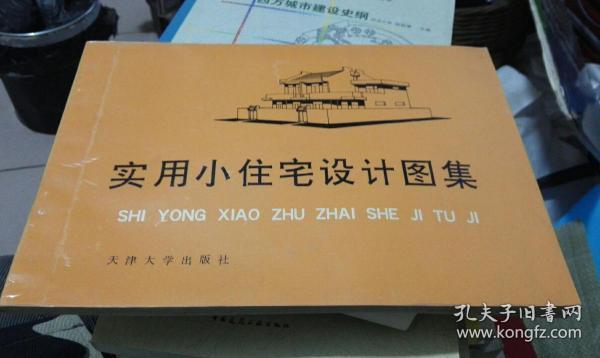 西方城市建设史纲
实用小住宅设计图集
SHI YONG XIAO ZHU ZHAI SHE JI TU JI
天津大学出版社
孔夫子旧书网
www.kongfz.com